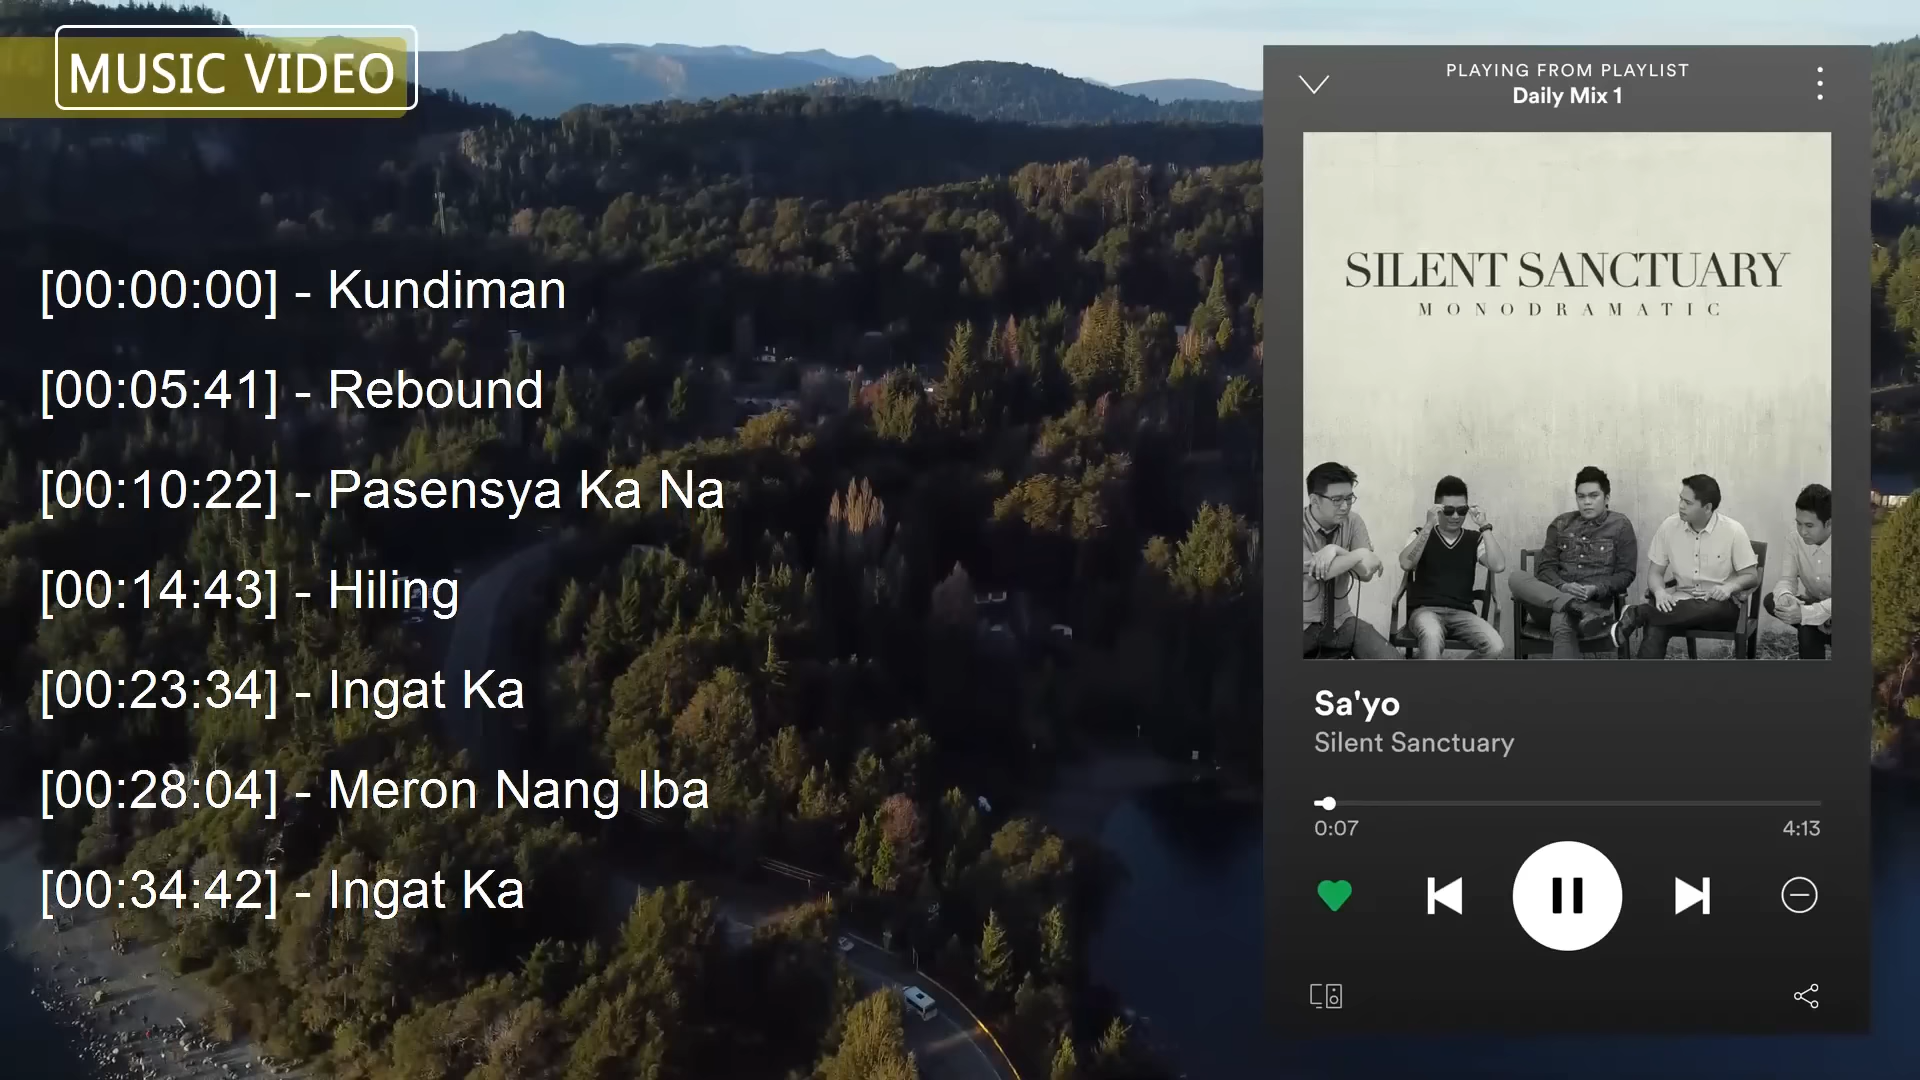 MUSIC VIDEO
[00:00:00] - Kundiman
[00:05:41] - Rebound
[00:10:22] - Pasensya Ka Na
[00:14:43] - Hiling
[00:23:34] - Ingat Ka
[00:28:04] - Meron Nang Iba
[00:34:42] - Ingat Ka
PLAYING FROM PLAYLIST
Daily Mix 1
SILENT SANCTUARY
MONODRAMATIC
Sa'yo
Silent Sanctuary
0:07
4:13